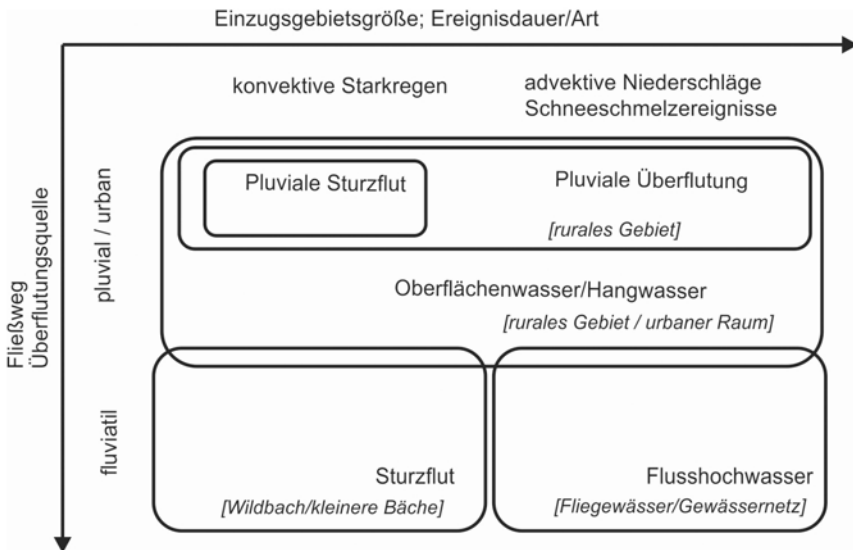 Einzugsgebietsgröße; Ereignisdauer/Art
konvektive Starkregen
advektive Niederschläge
Schneeschmelzereignisse
Fließweg
Überflutungsquelle
pluvial / urban
Pluviale Sturzflut
Pluviale Überflutung
[rurales Gebiet]
Oberflächenwasser/Hangwasser
[rurales Gebiet / urbaner Raum]
fluviatil
Sturzflut
[Wildbach/kleinere Bäche]
Flusshochwasser
[Fliegewässer/Gewässernetz]